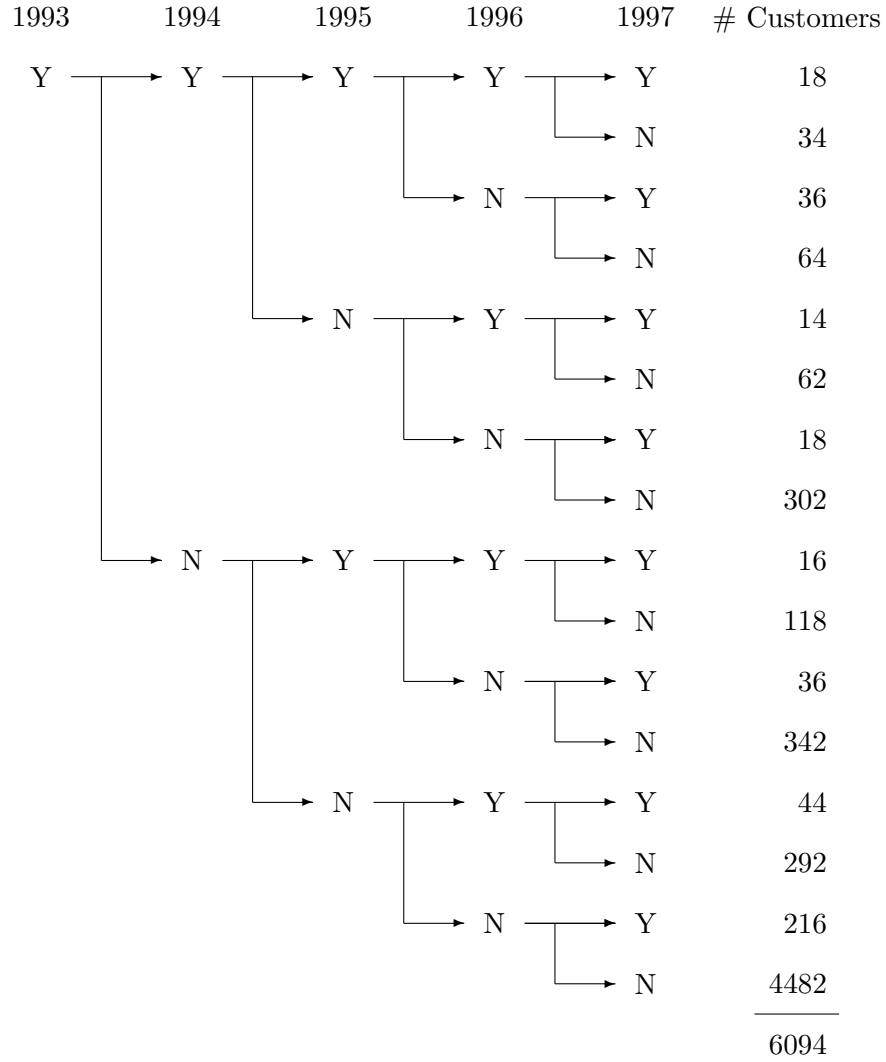 1993 1994 1995 1996 1997 # Customers
Y Y Y Y Y 18
N 34
N Y 36
N 64
N Y Y 14
N 62
N Y 18
N 302
N Y Y Y 16
N 118
N Y 36
N 342
N Y Y 44
N 292
N Y 216
N 4482
6094